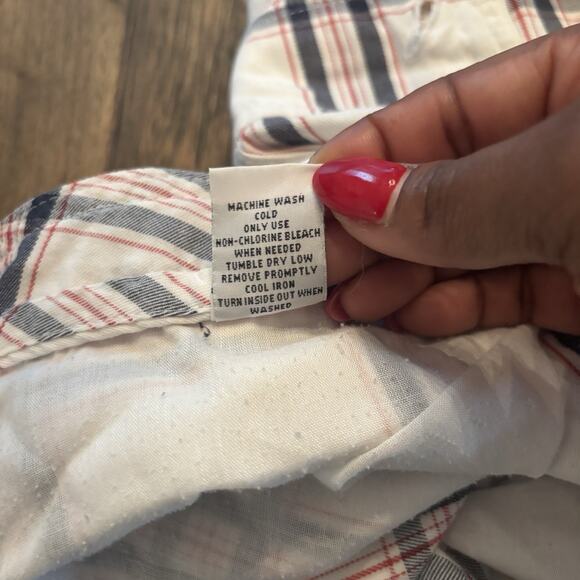 MACHINE WASH
COLD
ONLY USE
NON-CHLORINE BLEACH
WHEN NEEDED
TUMBLE DRY LOW
REMOVE PROMPTLY
COOL IRON
TURN INSIDE OUT WHEN
WASHED